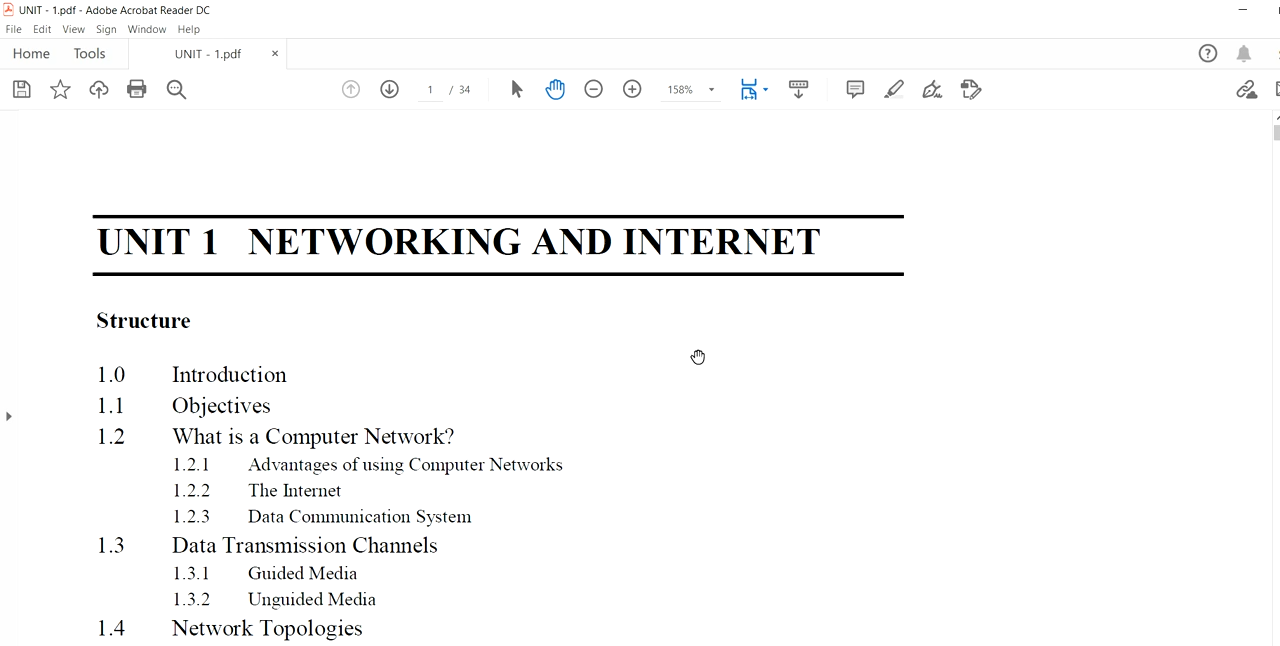 UNIT - 1.pdf - Adobe Acrobat Reader DC
File Edit View Sign Window Help
Home Tools UNIT - 1.pdf ×
1 / 34 158%
UNIT 1 NETWORKING AND INTERNET
Structure
1.0 Introduction
1.1 Objectives
1.2 What is a Computer Network?
1.2.1 Advantages of using Computer Networks
1.2.2 The Internet
1.2.3 Data Communication System
1.3 Data Transmission Channels
1.3.1 Guided Media
1.3.2 Unguided Media
1.4 Network Topologies